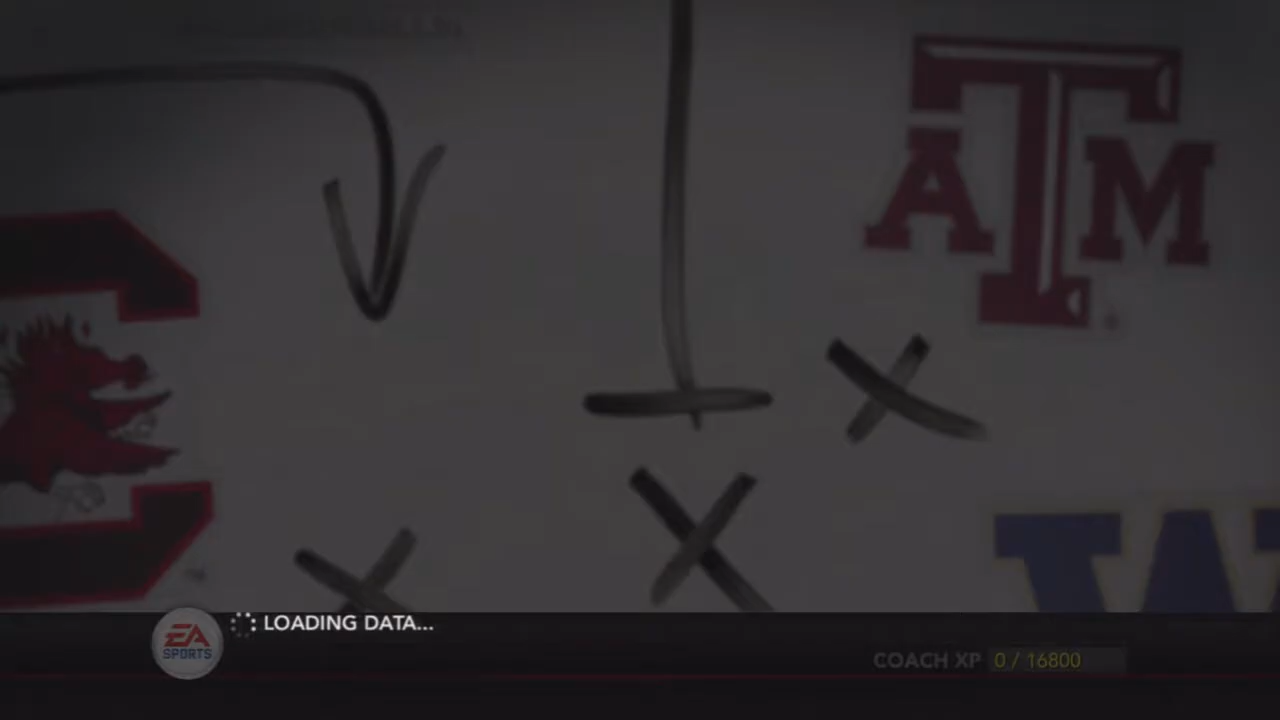 ATM
W
LOADING DATA...
EA
SPORTS
COACH XP 0 / 16800